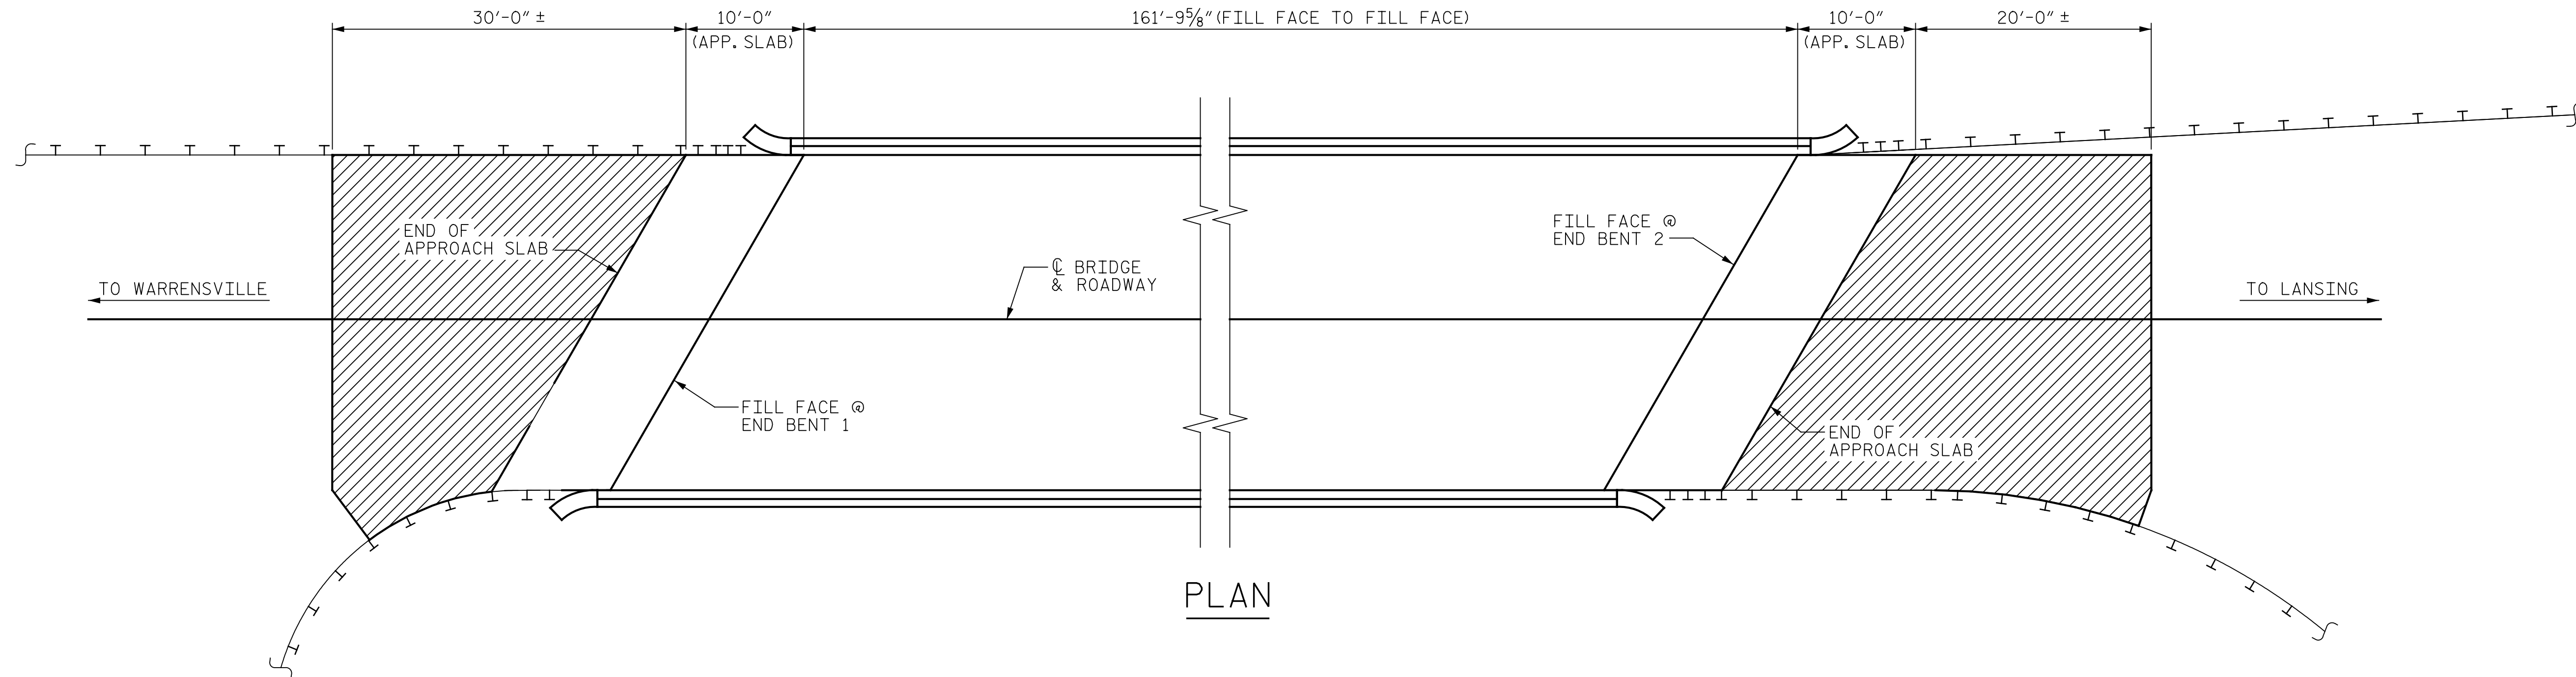 30'-0" ±
10'-0"
(APP. SLAB)
161'-9⅝" (FILL FACE TO FILL FACE)
10'-0"
(APP. SLAB)
20'-0" ±
END OF
APPROACH SLAB
FILL FACE @
END BENT 2
℄ BRIDGE
& ROADWAY
TO WARRENSVILLE
TO LANSING
FILL FACE @
END BENT 1
END OF
APPROACH SLAB
PLAN